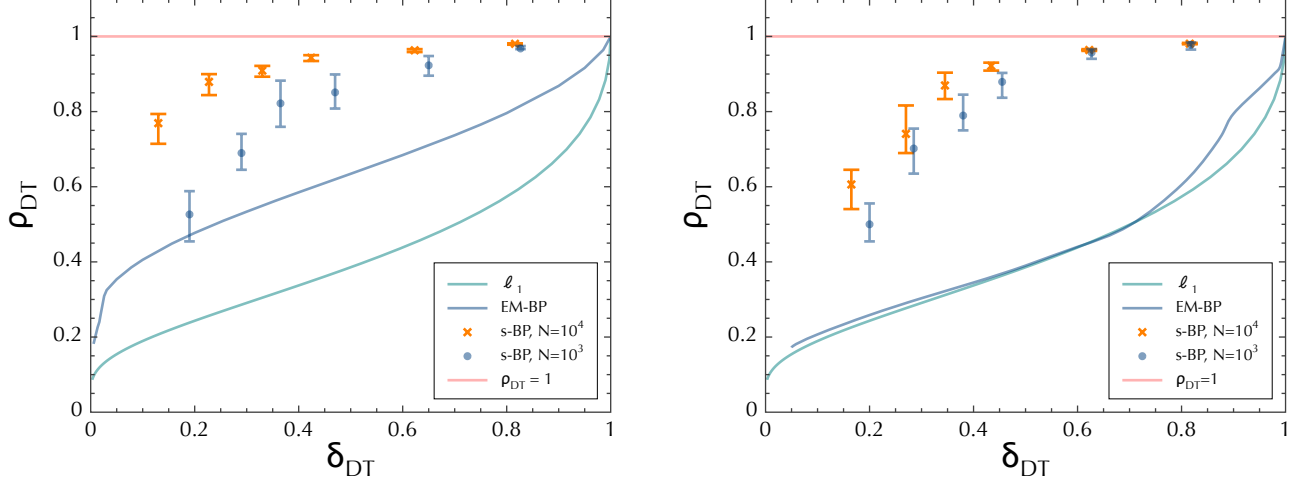 1
0.8
0.6
0.4
0.2
0
ρDT
0 0.2 0.4 0.6 0.8 1
δDT
ℓ 1
EM-BP
s-BP, N=10⁴
s-BP, N=10³
ρDT = 1
1
0.8
0.6
0.4
0.2
0
ρDT
0 0.2 0.4 0.6 0.8 1
δDT
ℓ 1
EM-BP
s-BP, N=10⁴
s-BP, N=10³
ρDT=1